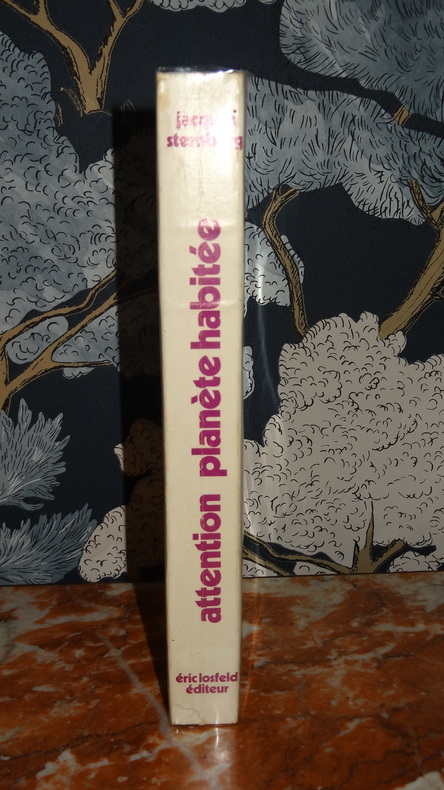 jacques
sternberg
attention planète habitée
éric losfeld
éditeur